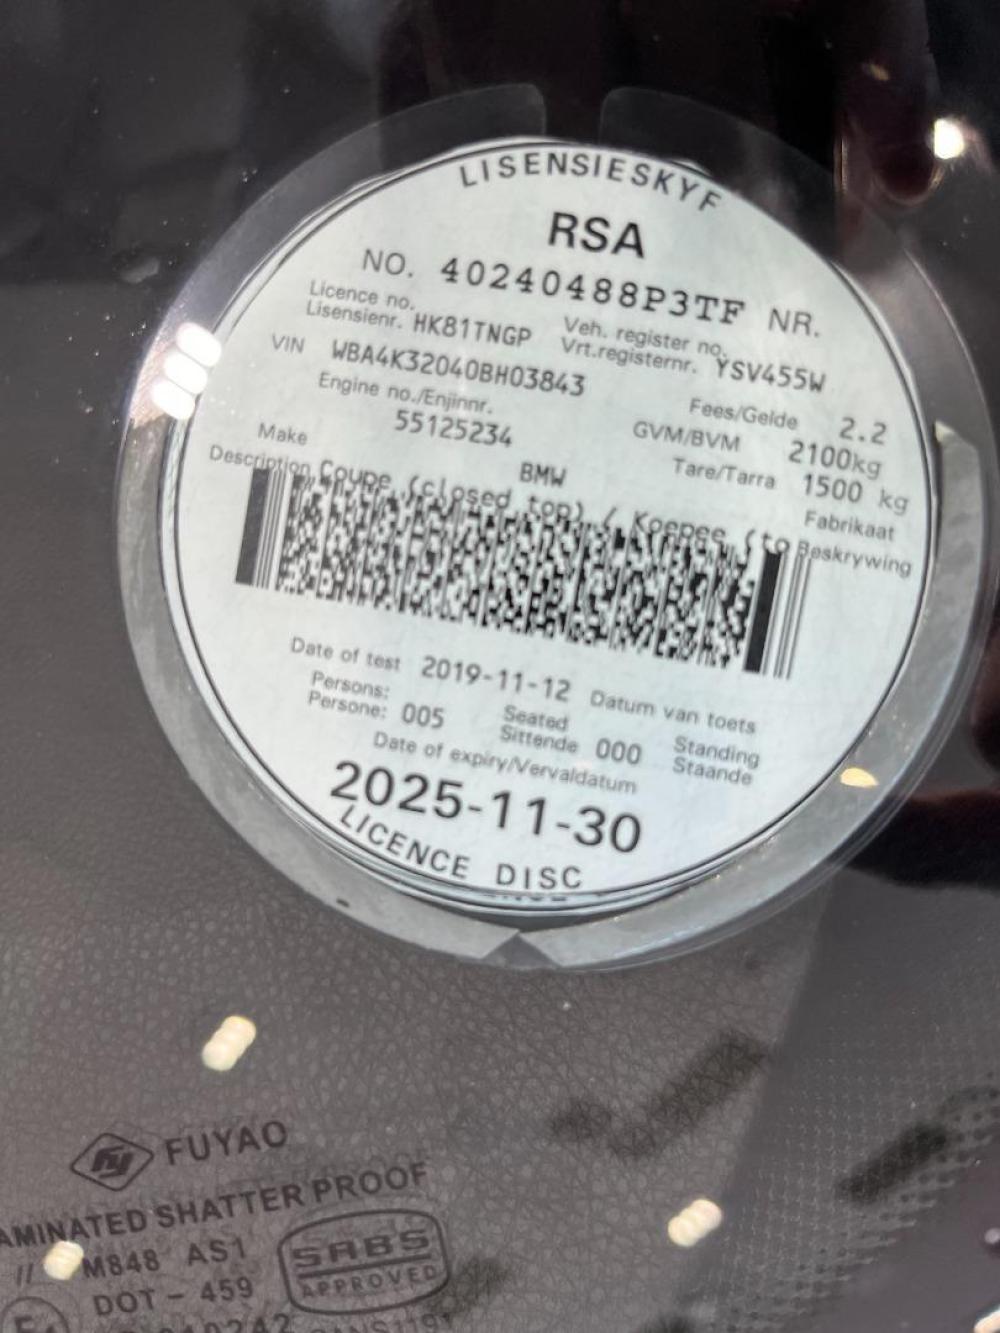 LISENSIESKYF
RSA
NO. 40240488P3TF NR.
Licence no. Veh. register no.
Lisensienr. HK81TNGP Vrt.registernr. YSV455W
VIN WBA4K32040BH03843 Fees/Gelde 2.2
Engine no./Enjinnr. GVM/BVM 2100kg
55125234 Tare/Tarra 1500 kg
Make BMW Fabrikaat
Description Coupe (closed top) / Koepee (to Beskrywing
Date of test 2019-11-12 Datum van toets
Persons: Seated Standing
Persone: 005 Sittende 000 Staande
Date of expiry/Vervaldatum
2025-11-30
LICENCE DISC
FUYAO
AMINATED SHATTER PROOF
// M848 AS1
SABS
APPROVED
DOT - 459